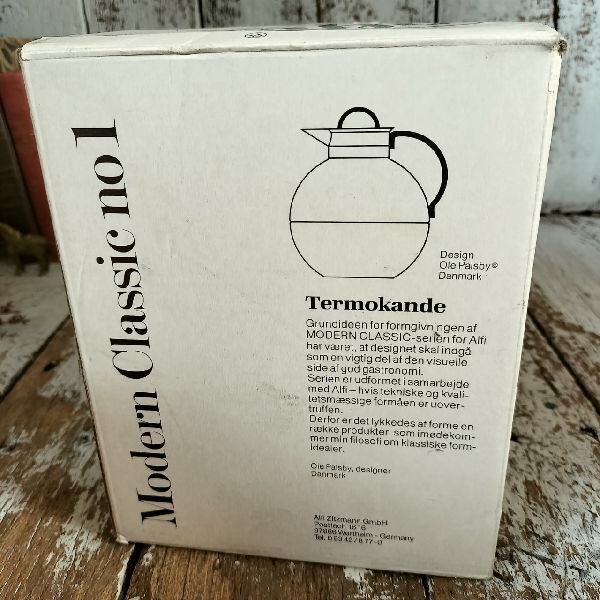 Modern Classic no 1
Design
Ole Palsby©
Danmark
Termokande
Grundideen for formgivningen af
MODERN CLASSIC-serien for Alfi
har været, at designet skal indgå
som en vigtig del af den visuelle
side af god gastronomi.
Serien er udformet i samarbejde
med Alfi – hvis tekniske og kvali-
tetsmæssige formåen er uover-
truffen.
Derfor er det lykkedes at forme en
række produkter som imødekom-
mer min filosofi om klassiske form-
idealer.
Ole Palsby, designer
Danmark
Alfi Zitzmann GmbH
Postfach
Wertheim - Germany
Tel.